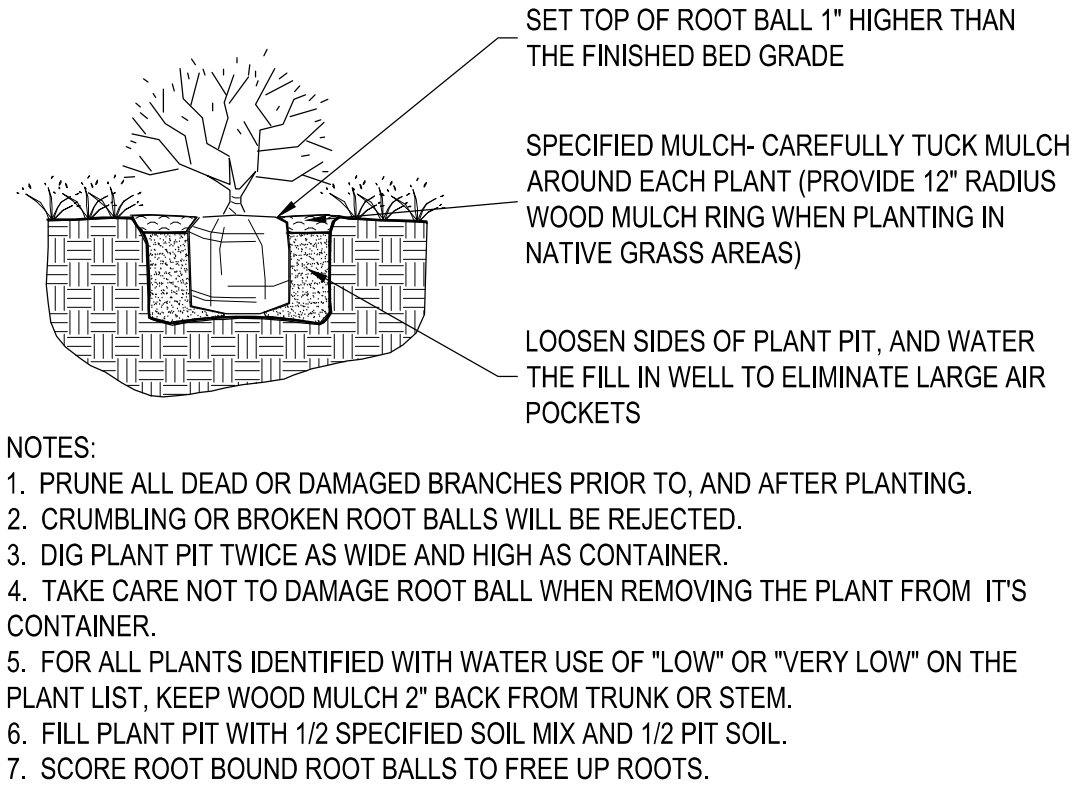 SET TOP OF ROOT BALL 1" HIGHER THAN
THE FINISHED BED GRADE
SPECIFIED MULCH- CAREFULLY TUCK MULCH
AROUND EACH PLANT (PROVIDE 12" RADIUS
WOOD MULCH RING WHEN PLANTING IN
NATIVE GRASS AREAS)
LOOSEN SIDES OF PLANT PIT, AND WATER
THE FILL IN WELL TO ELIMINATE LARGE AIR
POCKETS
NOTES:
1. PRUNE ALL DEAD OR DAMAGED BRANCHES PRIOR TO, AND AFTER PLANTING.
2. CRUMBLING OR BROKEN ROOT BALLS WILL BE REJECTED.
3. DIG PLANT PIT TWICE AS WIDE AND HIGH AS CONTAINER.
4. TAKE CARE NOT TO DAMAGE ROOT BALL WHEN REMOVING THE PLANT FROM IT'S
CONTAINER.
5. FOR ALL PLANTS IDENTIFIED WITH WATER USE OF "LOW" OR "VERY LOW" ON THE
PLANT LIST, KEEP WOOD MULCH 2" BACK FROM TRUNK OR STEM.
6. FILL PLANT PIT WITH 1/2 SPECIFIED SOIL MIX AND 1/2 PIT SOIL.
7. SCORE ROOT BOUND ROOT BALLS TO FREE UP ROOTS.